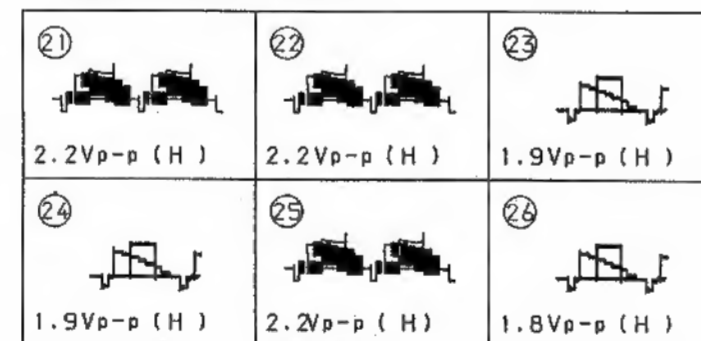 ㉑ ㉒ ㉓
2.2Vp-p (H) 2.2Vp-p (H) 1.9Vp-p (H)
㉔ ㉕ ㉖
1.9Vp-p (H) 2.2Vp-p (H) 1.8Vp-p (H)